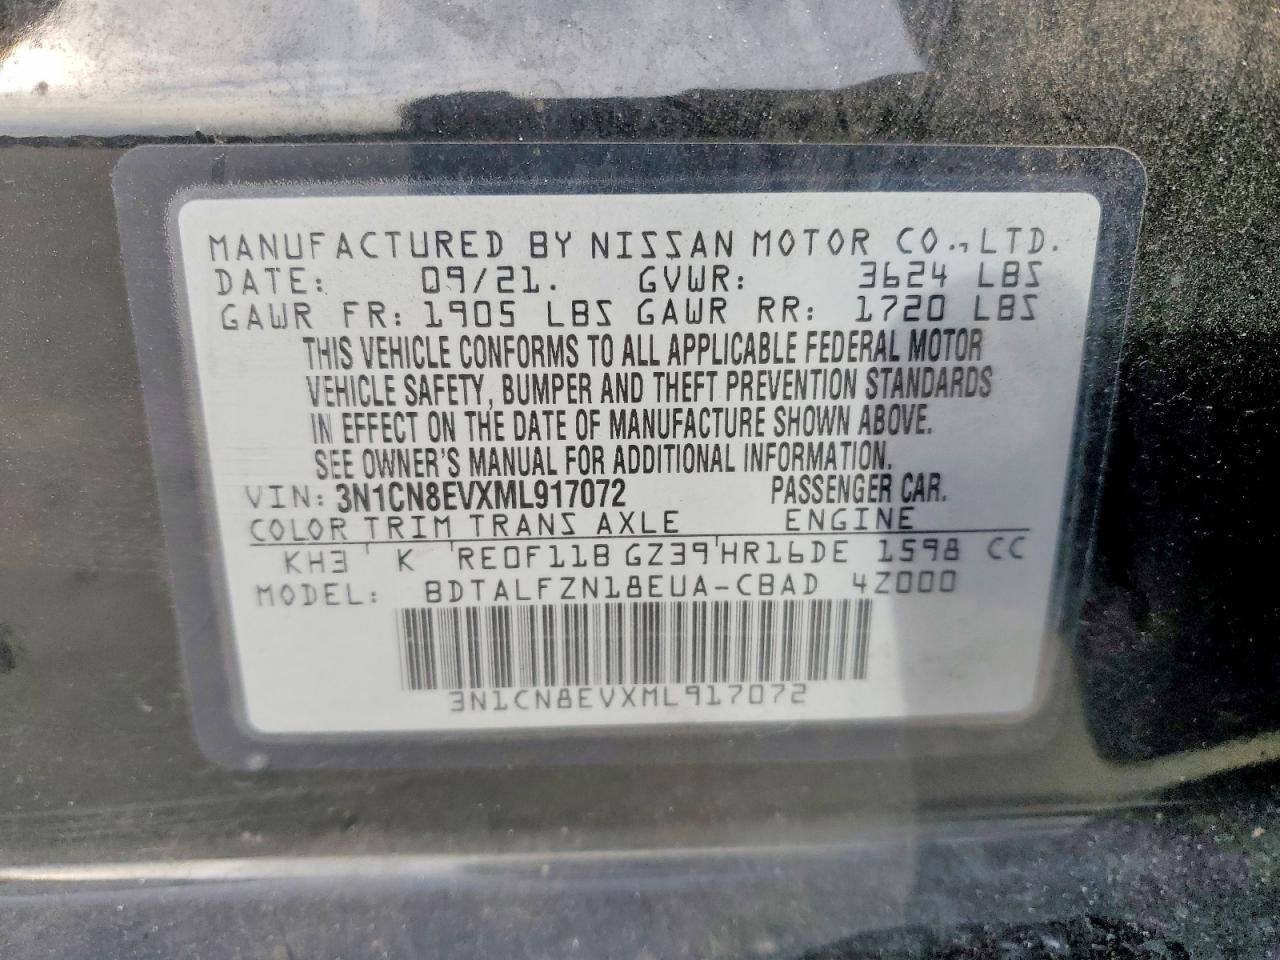 MANUFACTURED BY NISSAN MOTOR CO., LTD.
DATE: 09/21. GVWR: 3624 LBS
GAWR FR: 1905 LBS GAWR RR: 1720 LBS
THIS VEHICLE CONFORMS TO ALL APPLICABLE FEDERAL MOTOR
VEHICLE SAFETY, BUMPER AND THEFT PREVENTION STANDARDS
IN EFFECT ON THE DATE OF MANUFACTURE SHOWN ABOVE.
SEE OWNER'S MANUAL FOR ADDITIONAL INFORMATION.
VIN: 3N1CN8EVXML917072 PASSENGER CAR.
COLOR TRIM TRANS AXLE ENGINE
KH3 K RE0F11B GZ39 HR16DE 1598 CC
MODEL: BDTALFZN18EUA-CBAD 4Z000
3N1CN8EVXML917072